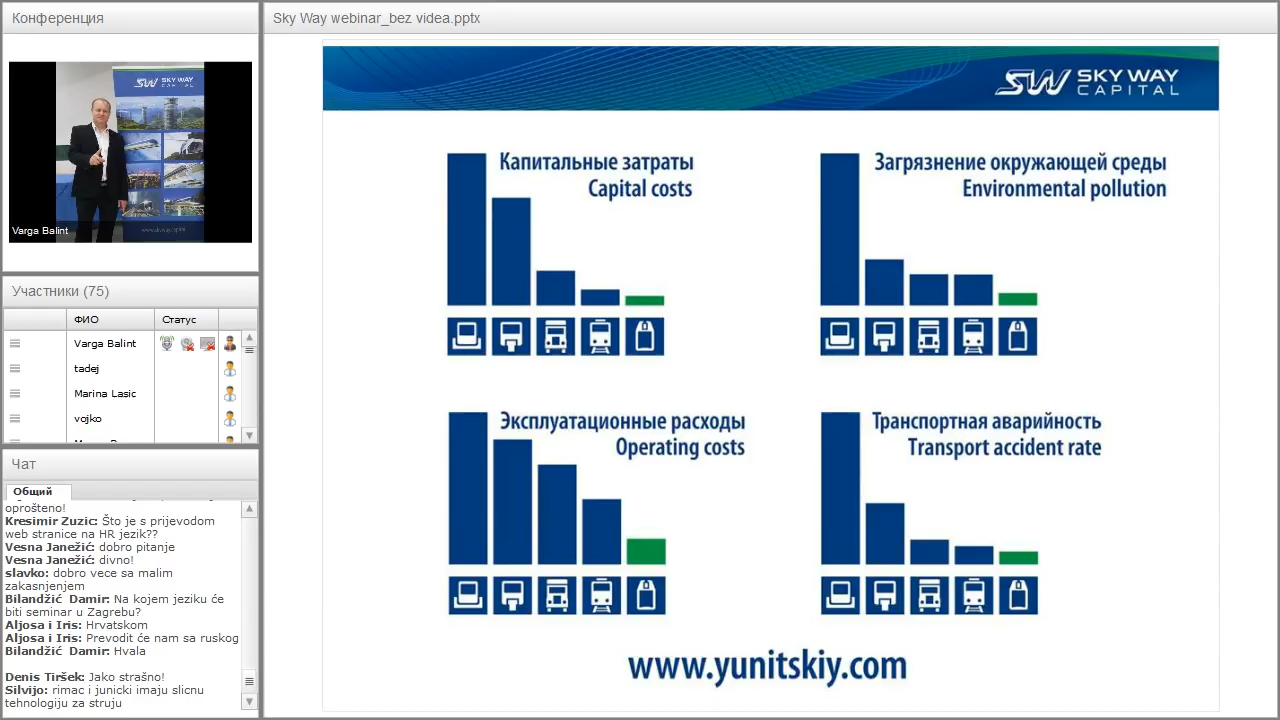 Конференция
Varga Balint
Участники (75)
ФИО
Статус
Varga Balint
tadej
Marina Lasic
vojko
Чат
Общий
oprošteno!
Kresimir Zuzic: Što je s prijevodom
web stranice na HR jezik??
Vesna Janežić: dobro pitanje
Vesna Janežić: divno!
slavko: dobro vece sa malim
zakasnjenjem
Bilandžić Damir: Na kojem jeziku će
biti seminar u Zagrebu?
Aljosa i Iris: Hrvatskom
Aljosa i Iris: Prevodit će nam sa ruskog
Bilandžić Damir: Hvala
Denis Tiršek: Jako strašno!
Silvijo: rimac i junicki imaju slicnu
tehnologiju za struju
Sky Way webinar_bez videa.pptx
SW SKY WAY
CAPITAL
SW SKY WAY
CAPITAL
Капитальные затраты
Capital costs
Загрязнение окружающей среды
Environmental pollution
Эксплуатационные расходы
Operating costs
Транспортная аварийность
Transport accident rate
www.yunitskiy.com